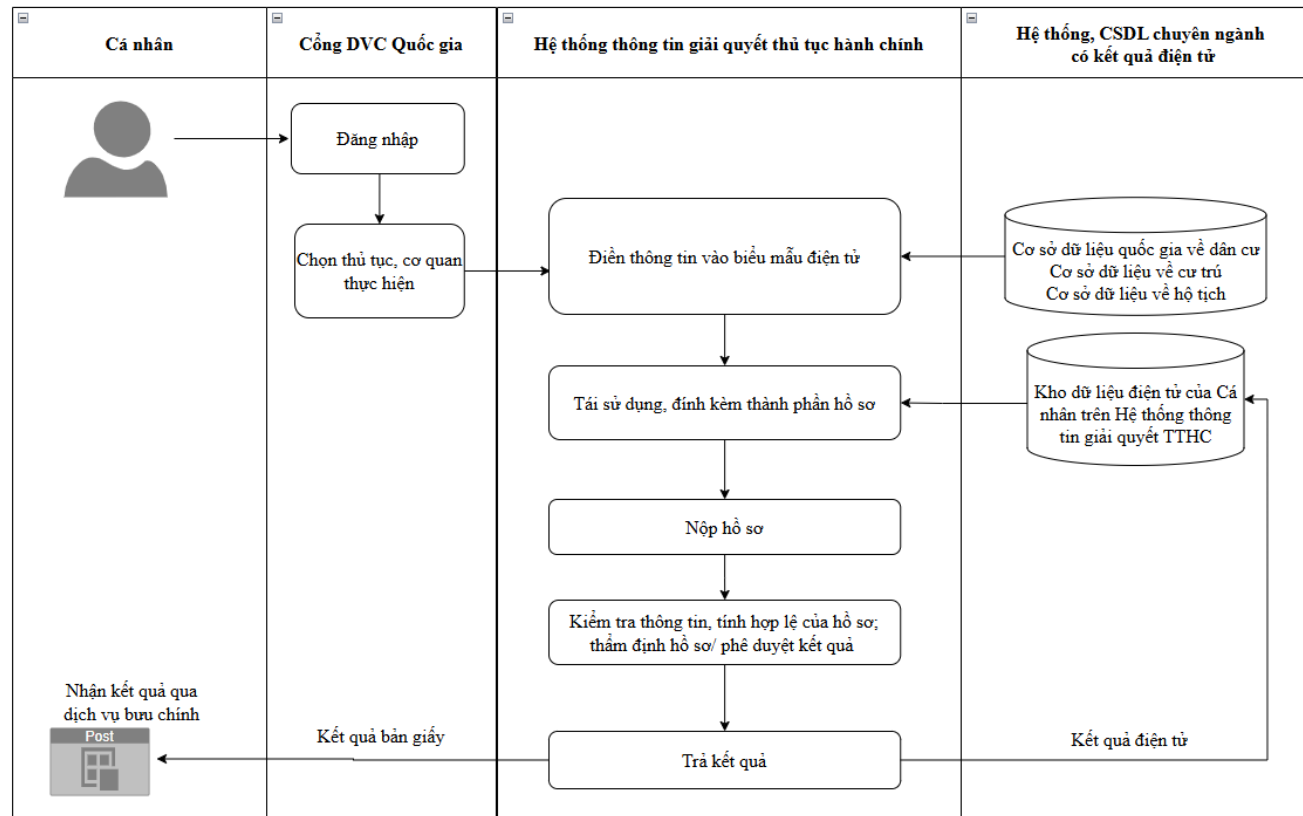 Cá nhân
Cổng DVC Quốc gia
Hệ thống thông tin giải quyết thủ tục hành chính
Hệ thống, CSDL chuyên ngành
có kết quả điện tử
Đăng nhập
Chọn thủ tục, cơ quan
thực hiện
Điền thông tin vào biểu mẫu điện tử
Cơ sở dữ liệu quốc gia về dân cư
Cơ sở dữ liệu về cư trú
Cơ sở dữ liệu về hộ tịch
Tái sử dụng, đính kèm thành phần hồ sơ
Kho dữ liệu điện tử của Cá
nhân trên Hệ thống thông
tin giải quyết TTHC
Nộp hồ sơ
Kiểm tra thông tin, tính hợp lệ của hồ sơ;
thẩm định hồ sơ/ phê duyệt kết quả
Nhận kết quả qua
dịch vụ bưu chính
Post
Kết quả bản giấy
Trả kết quả
Kết quả điện tử